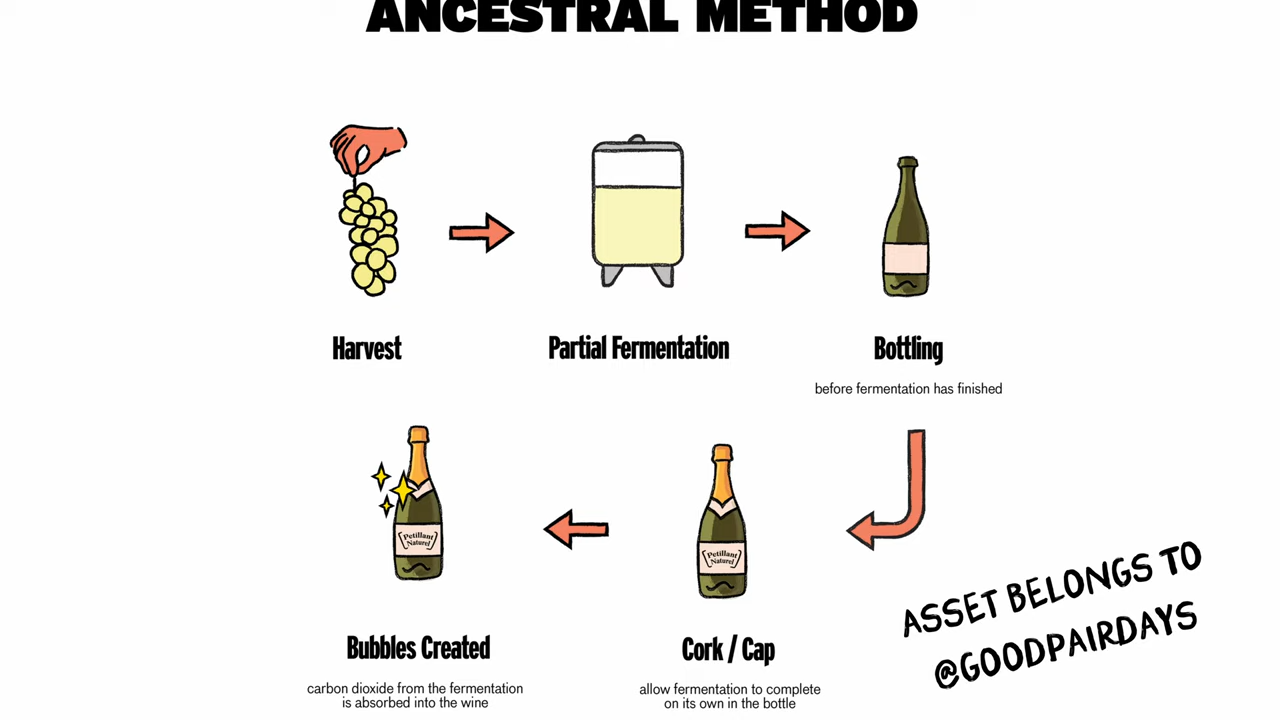 ANCESTRAL METHOD
Harvest
Partial Fermentation
Bottling
before fermentation has finished
Petillant
Naturel
Bubbles Created
carbon dioxide from the fermentation
is absorbed into the wine
Petillant
Naturel
Cork / Cap
allow fermentation to complete
on its own in the bottle
ASSET BELONGS TO
@GOODPAIRDAYS